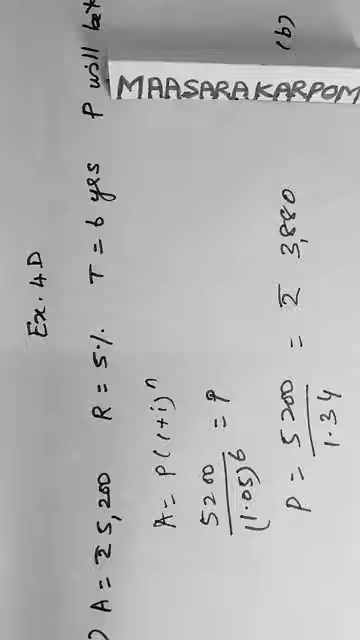 Ex. 4.D
) A = ₹ 5,200 R = 5% T = 6 yrs P will be
A = P(1+i)ⁿ
5200 / (1.05)⁶ = P
P = 5200 / 1.34 = ₹ 3,880 (b)
MAASARAKARPOM